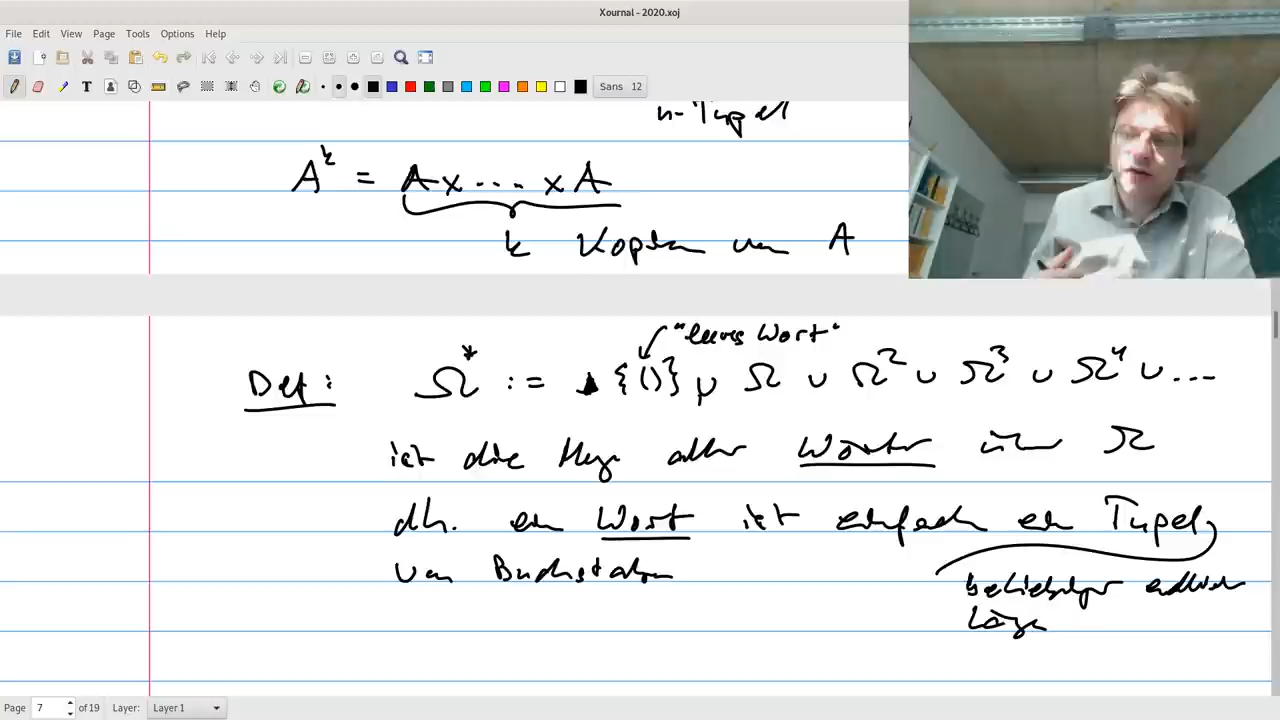 Xournal - 2020.xoj
File Edit View Page Tools Options Help
Sans 12
n-Tupel
A^k = A x .... x A
k Kopien von A
"leeres Wort"
Def: Ω* := {()} ∪ Ω ∪ Ω² ∪ Ω³ ∪ Ω⁴ ∪ ...
ist die Menge aller Wörter über Ω
dh. ein Wort ist einfach ein Tupel
von Buchstaben
beliebiger endlicher
Länge
Page 7 of 19 Layer: Layer 1